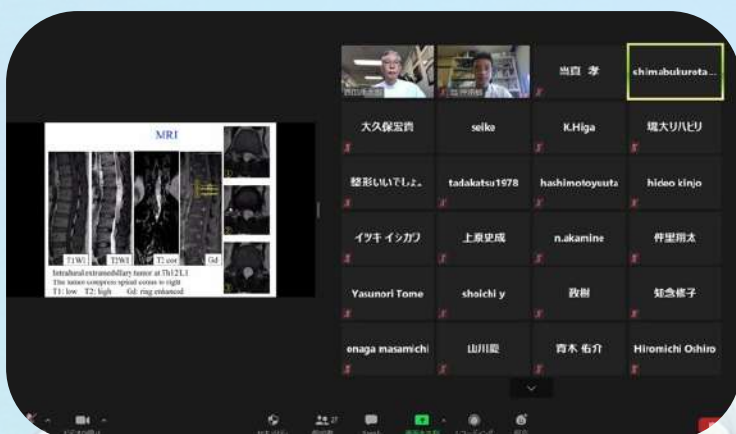 MRI
T1WI
T2WI
T2 cor
Gd
Intradural extramedullary tumor at Th12L1
The tumor compress spinal conus to right
T1: low T2: high Gd: ring enhanced
当真 孝
shimabukurota...
大久保宏貴
seiko
K.Higa
琉大リハビリ
整形いいでしょ。
tadakatsu1978
hashimotoyuuta
hideo kinjo
イツキ イシカワ
上原史成
n.akamine
仲里翔太
Yasunori Tome
shoichi y
政樹
知念修子
onaga masamichi
山川慶
青木 佑介
Hiromichi Oshiro
27